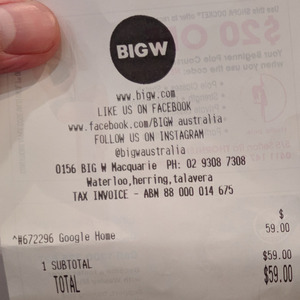 BIGW
www.bigw.com
LIKE US ON FACEBOOK
www.facebook.com/BIGW australia
FOLLOW US ON INSTAGRAM
@bigwaustralia
0156 BIG W Macquarie PH: 02 9308 7308
Waterloo,herring,talavera
TAX INVOICE - ABN 88 000 014 675
$
^#672296 Google Home 59.00
1 SUBTOTAL $59.00
TOTAL $59.00